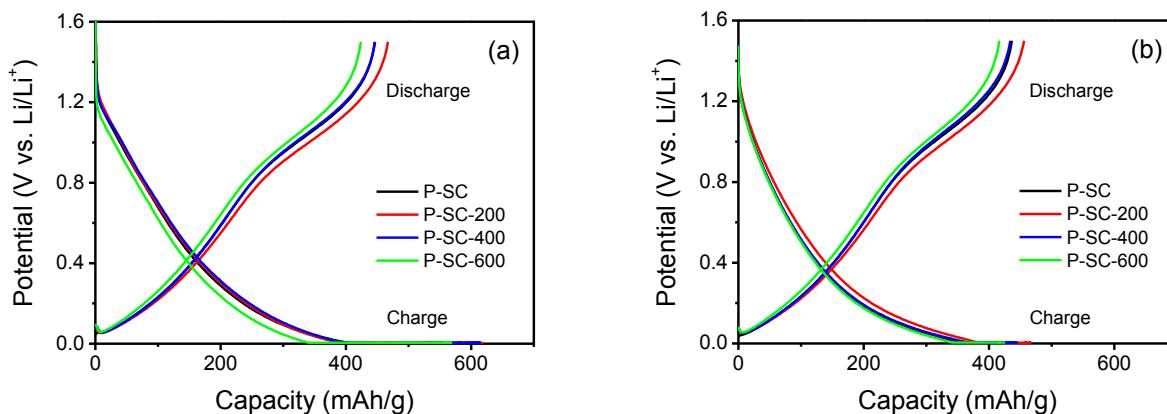 (a)
1.6
1.2
0.8
0.4
0.0
Potential (V vs. Li/Li⁺)
Discharge
P-SC
P-SC-200
P-SC-400
P-SC-600
Charge
0 200 400 600
Capacity (mAh/g)
(b)
1.6
1.2
0.8
0.4
0.0
Potential (V vs. Li/Li⁺)
Discharge
P-SC
P-SC-200
P-SC-400
P-SC-600
Charge
0 200 400 600
Capacity (mAh/g)